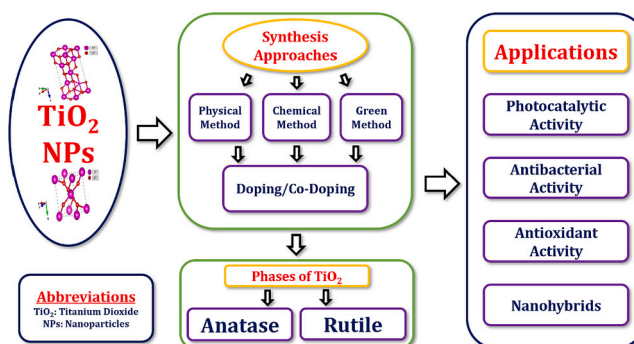 TiO₂
NPs
Synthesis
Approaches
Physical
Method
Chemical
Method
Green
Method
Doping/Co-Doping
Phases of TiO₂
Anatase
Rutile
Applications
Photocatalytic
Activity
Antibacterial
Activity
Antioxidant
Activity
Nanohybrids
Abbreviations
TiO₂: Titanium Dioxide
NPs: Nanoparticles